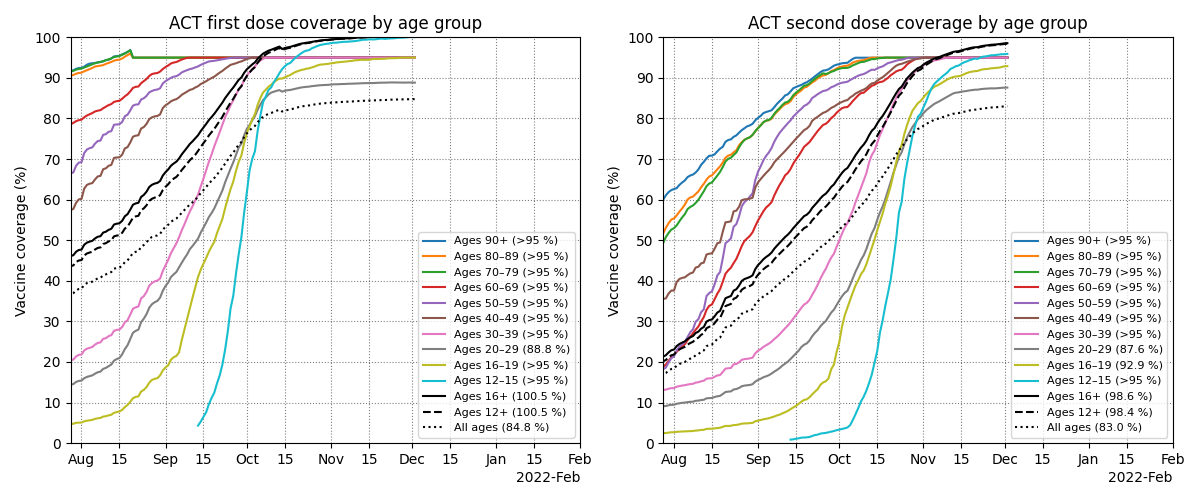 ACT first dose coverage by age group
Vaccine coverage (%)
100
90
80
70
60
50
40
30
20
10
0
Ages 90+ (>95 %)
Ages 80–89 (>95 %)
Ages 70–79 (>95 %)
Ages 60–69 (>95 %)
Ages 50–59 (>95 %)
Ages 40–49 (>95 %)
Ages 30–39 (>95 %)
Ages 20–29 (88.8 %)
Ages 16–19 (>95 %)
Ages 12–15 (>95 %)
Ages 16+ (100.5 %)
Ages 12+ (100.5 %)
All ages (84.8 %)
Aug 15 Sep 15 Oct 15 Nov 15 Dec 15 Jan 15 Feb
2022-Feb
ACT second dose coverage by age group
Vaccine coverage (%)
100
90
80
70
60
50
40
30
20
10
0
Ages 90+ (>95 %)
Ages 80–89 (>95 %)
Ages 70–79 (>95 %)
Ages 60–69 (>95 %)
Ages 50–59 (>95 %)
Ages 40–49 (>95 %)
Ages 30–39 (>95 %)
Ages 20–29 (87.6 %)
Ages 16–19 (92.9 %)
Ages 12–15 (>95 %)
Ages 16+ (98.6 %)
Ages 12+ (98.4 %)
All ages (83.0 %)
Aug 15 Sep 15 Oct 15 Nov 15 Dec 15 Jan 15 Feb
2022-Feb